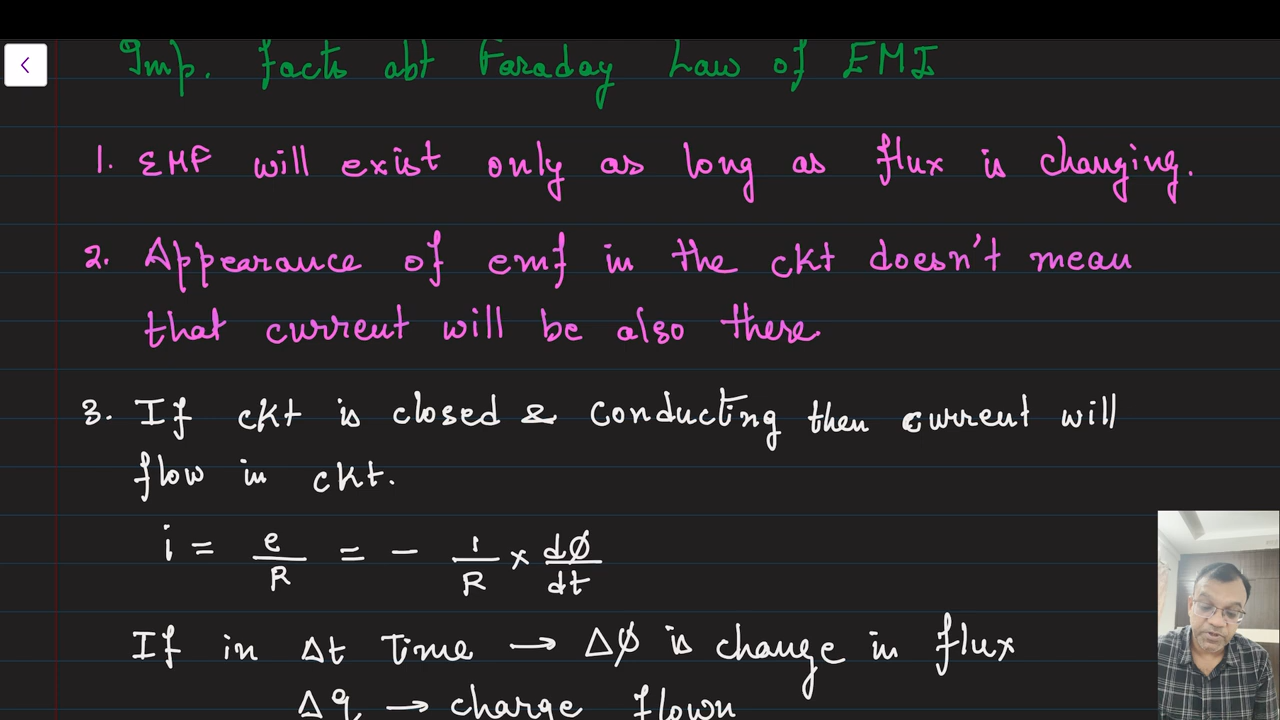 Imp. facts abt Faraday Law of EMI
1. EMF will exist only as long as flux is changing.
2. Appearance of emf in the ckt doesn't mean
that current will be also there.
3. If ckt is closed & conducting then current will
flow in ckt.
i = e/R = - 1/R × dØ/dt
If in Δt Time → ΔØ is change in flux
Δq → charge flown